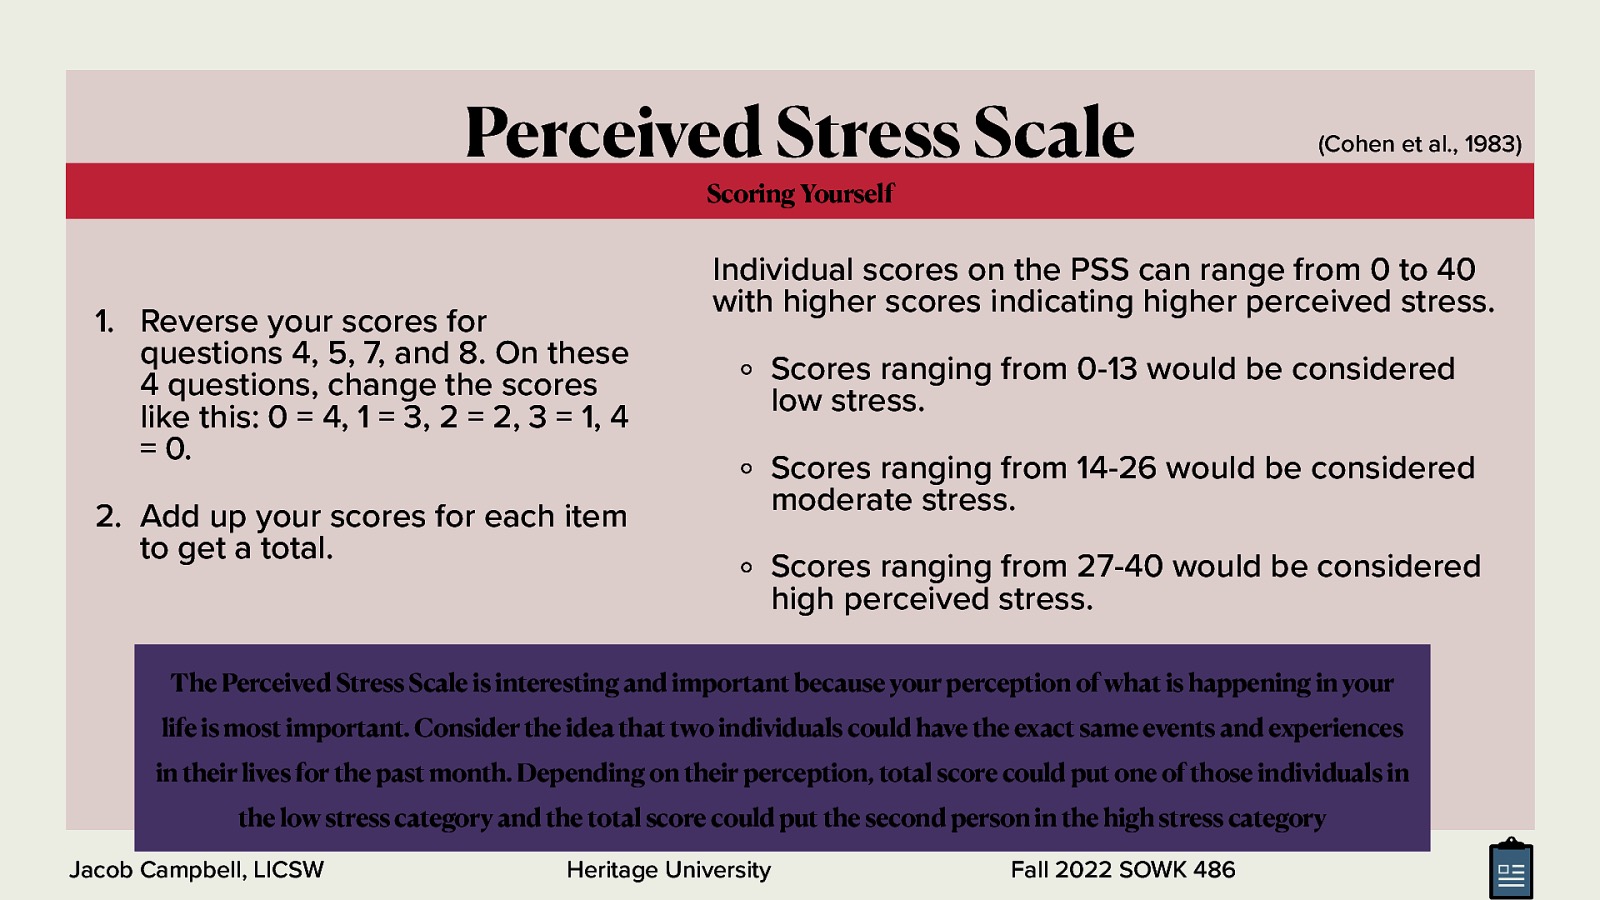 Perceived Stress Scale
(Cohen et al., 1983)
Scoring Yourself
1. Reverse your scores for
questions 4, 5, 7, and 8. On these
4 questions, change the scores
like this: 0 = 4, 1 = 3, 2 = 2, 3 = 1, 4
= 0.
2. Add up your scores for each item
to get a total.
Individual scores on the PSS can range from 0 to 40
with higher scores indicating higher perceived stress.
Scores ranging from 0-13 would be considered
low stress.
Scores ranging from 14-26 would be considered
moderate stress.
Scores ranging from 27-40 would be considered
high perceived stress.
The Perceived Stress Scale is interesting and important because your perception of what is happening in your
life is most important. Consider the idea that two individuals could have the exact same events and experiences
in their lives for the past month. Depending on their perception, total score could put one of those individuals in
the low stress category and the total score could put the second person in the high stress category
Jacob Campbell, LICSW
Heritage University
Fall 2022 SOWK 486